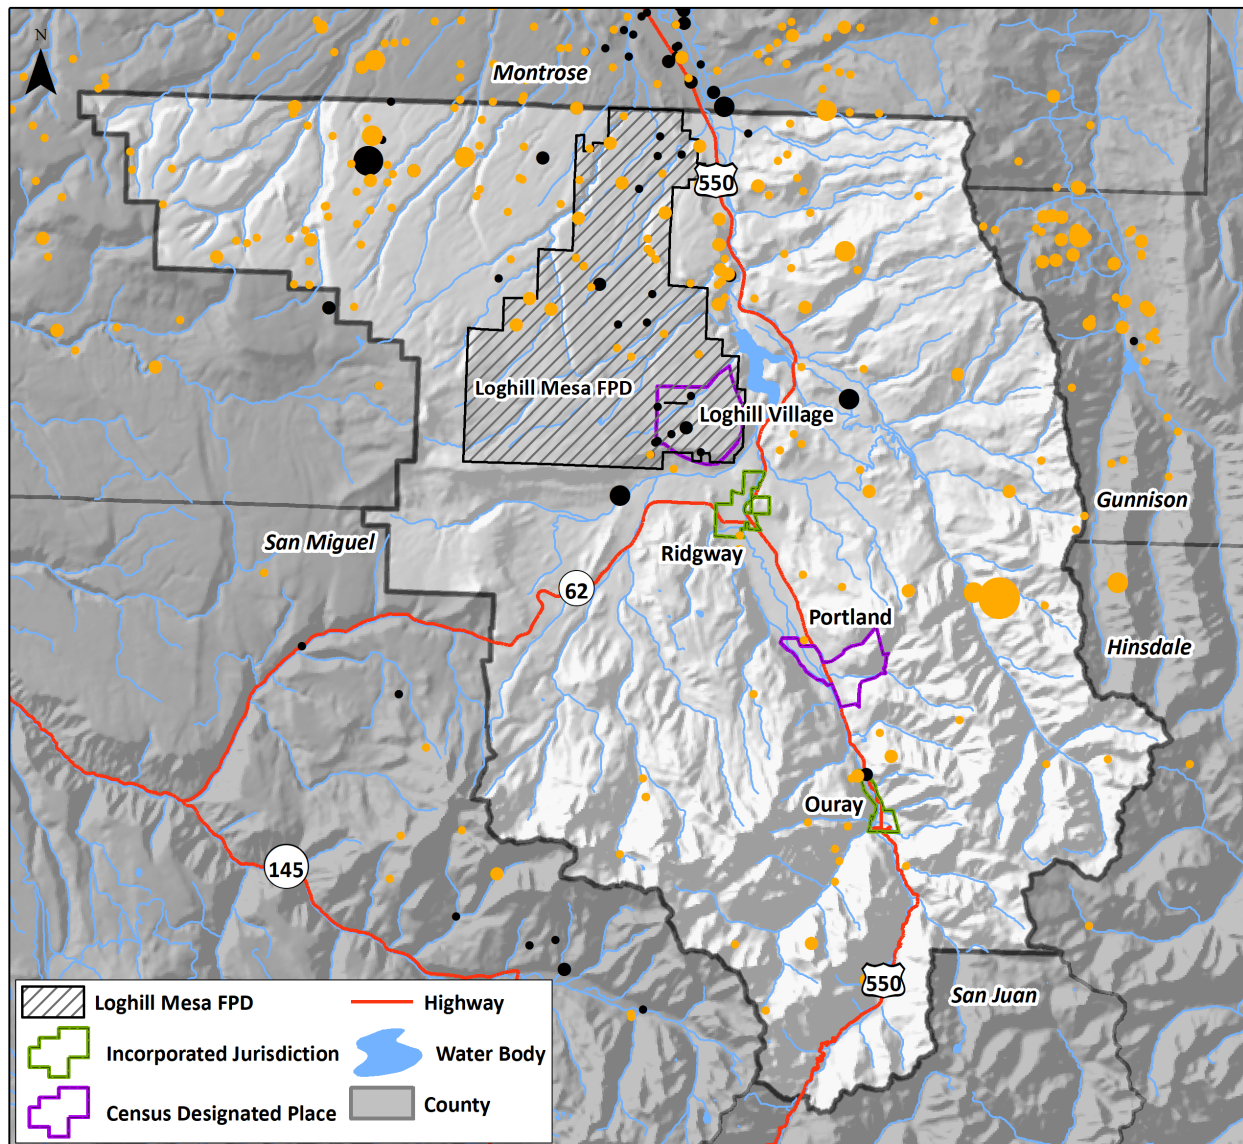 N
Montrose
550
Loghill Mesa FPD
Loghill Village
Gunnison
San Miguel
Ridgway
62
Portland
Hinsdale
Ouray
145
550
San Juan
Loghill Mesa FPD
Highway
Incorporated Jurisdiction
Water Body
Census Designated Place
County